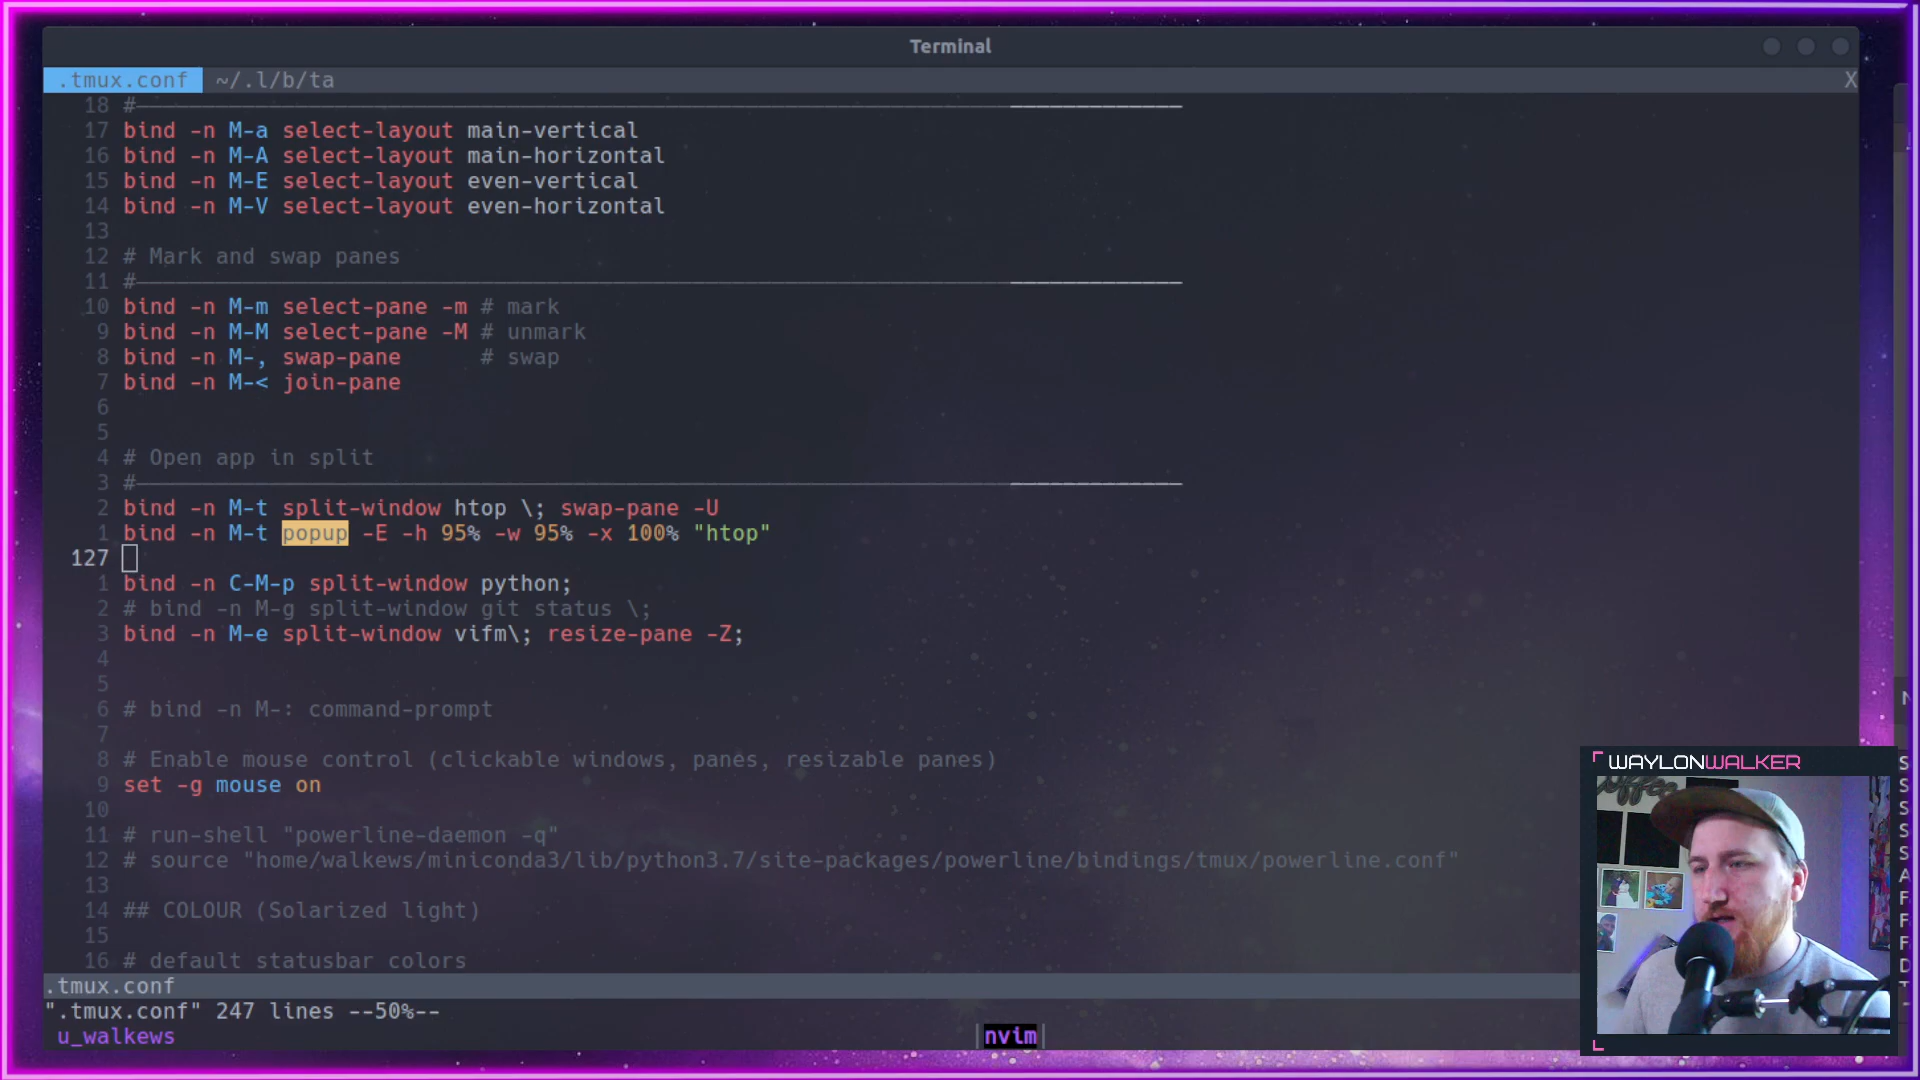 Terminal
.tmux.conf ~/.l/b/ta X
18 #
17 bind -n M-a select-layout main-vertical
16 bind -n M-A select-layout main-horizontal
15 bind -n M-E select-layout even-vertical
14 bind -n M-V select-layout even-horizontal
13
12 # Mark and swap panes
11 #
10 bind -n M-m select-pane -m # mark
9 bind -n M-M select-pane -M # unmark
8 bind -n M-, swap-pane # swap
7 bind -n M-< join-pane
6
5
4 # Open app in split
3 #
2 bind -n M-t split-window htop \; swap-pane -U
1 bind -n M-t popup -E -h 95% -w 95% -x 100% "htop"
127
1 bind -n C-M-p split-window python;
2 # bind -n M-g split-window git status \;
3 bind -n M-e split-window vifm\; resize-pane -Z;
4
5
6 # bind -n M-: command-prompt
7
8 # Enable mouse control (clickable windows, panes, resizable panes)
9 set -g mouse on
10
11 # run-shell "powerline-daemon -q"
12 # source "home/walkews/miniconda3/lib/python3.7/site-packages/powerline/bindings/tmux/powerline.conf"
13
14 ## COLOUR (Solarized light)
15
16 # default statusbar colors
.tmux.conf
".tmux.conf" 247 lines --50%--
u_walkews |nvim|
WAYLONWALKER